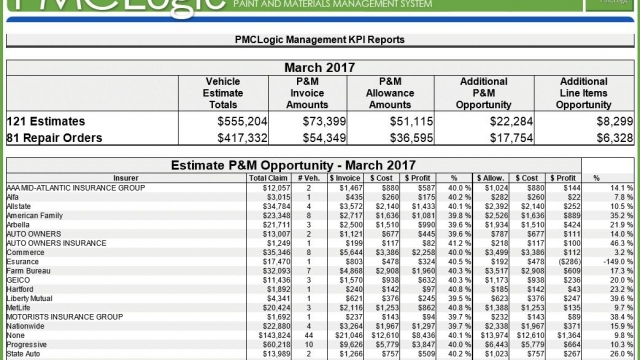 PMCLogic PAINT AND MATERIALS MANAGEMENT SYSTEM
PMCLogic Management KPI Reports
March 2017
Vehicle Estimate Totals P&M Invoice Amounts P&M Allowance Amounts Additional P&M Opportunity Additional Line Items Opportunity
121 Estimates $555,204 $73,399 $51,115 $22,284 $8,299
81 Repair Orders $417,332 $54,349 $36,595 $17,754 $6,328
Estimate P&M Opportunity - March 2017
Insurer Total Claim # Veh. $ Invoice $ Cost $ Profit % $ Allow. $ Cost $ Profit %
AAA MID-ATLANTIC INSURANCE GROUP $12,057 2 $1,467 $880 $587 40.0 % $1,024 $880 $144 14.1 %
Alfa $3,015 1 $435 $260 $175 40.2 % $282 $260 $22 7.8 %
Allstate $34,784 4 $3,572 $2,140 $1,433 40.1 % $2,392 $2,140 $252 10.5 %
American Family $23,348 8 $2,717 $1,636 $1,081 39.8 % $2,526 $1,636 $889 35.2 %
Arbella $21,711 3 $2,500 $1,510 $990 39.6 % $1,934 $1,510 $424 21.9 %
AUTO OWNERS $13,007 2 $1,121 $677 $445 39.6 % $787 $677 $111 14.0 %
AUTO OWNERS INSURANCE $1,249 1 $199 $117 $82 41.2 % $218 $117 $100 46.3 %
Commerce $35,346 8 $5,644 $3,386 $2,258 40.0 % $3,499 $3,386 $112 3.2 %
Esurance $17,470 1 $803 $478 $324 40.5 % $192 $478 ($286) -149.0 %
Farm Bureau $32,093 7 $4,868 $2,908 $1,960 40.3 % $3,517 $2,908 $609 17.3 %
GEICO $11,436 3 $1,570 $938 $632 40.3 % $1,173 $938 $236 20.0 %
Hartford $1,892 1 $240 $142 $97 40.8 % $185 $142 $43 23.2 %
Liberty Mutual $4,341 1 $621 $376 $245 39.5 % $623 $376 $247 39.6 %
MetLife $20,424 3 $2,116 $1,253 $862 40.8 % $1,388 $1,253 $135 9.7 %
MOTORISTS INSURANCE GROUP $1,692 1 $237 $143 $94 39.7 % $232 $143 $89 38.4 %
Nationwide $22,880 4 $3,264 $1,967 $1,297 39.7 % $2,338 $1,967 $371 15.9 %
None $143,824 44 $21,046 $12,610 $8,436 40.1 % $13,974 $12,610 $1,364 9.8 %
Progressive $60,218 10 $9,626 $5,779 $3,847 40.0 % $6,443 $5,779 $664 10.3 %
State Auto $13,989 2 $1,266 $757 $509 40.2 % $1,023 $757 $267 26.0 %